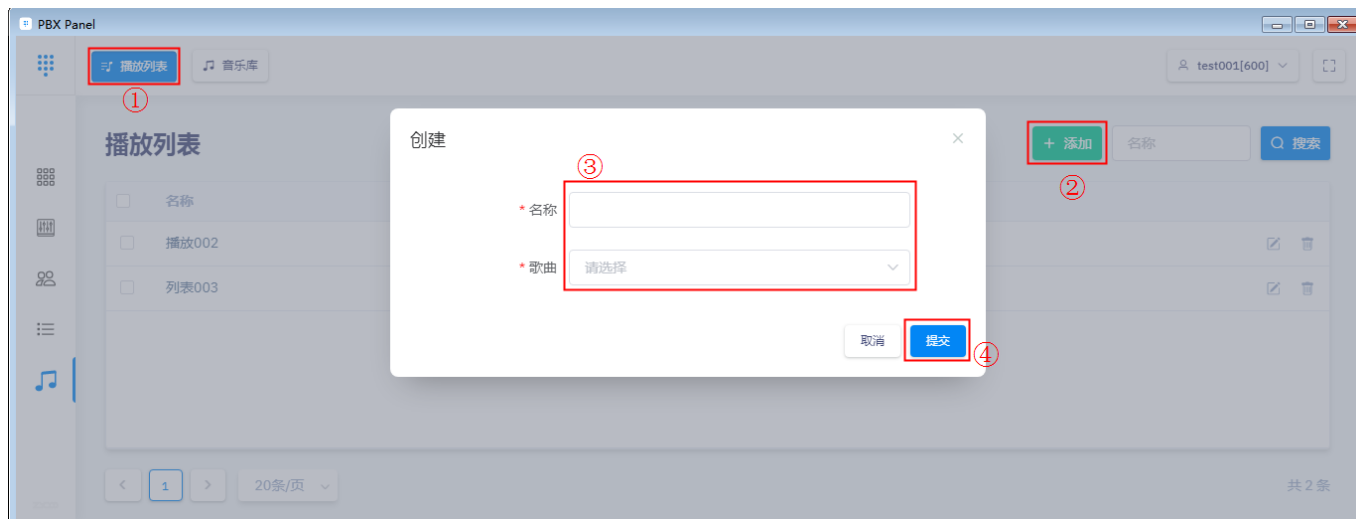 PBX Panel
播放列表
音乐库
test001[600]
①
播放列表
创建
添加
名称
搜索
③
②
名称
* 名称
播放002
* 歌曲
请选择
列表003
取消
提交
④
1
20条/页
共 2 条